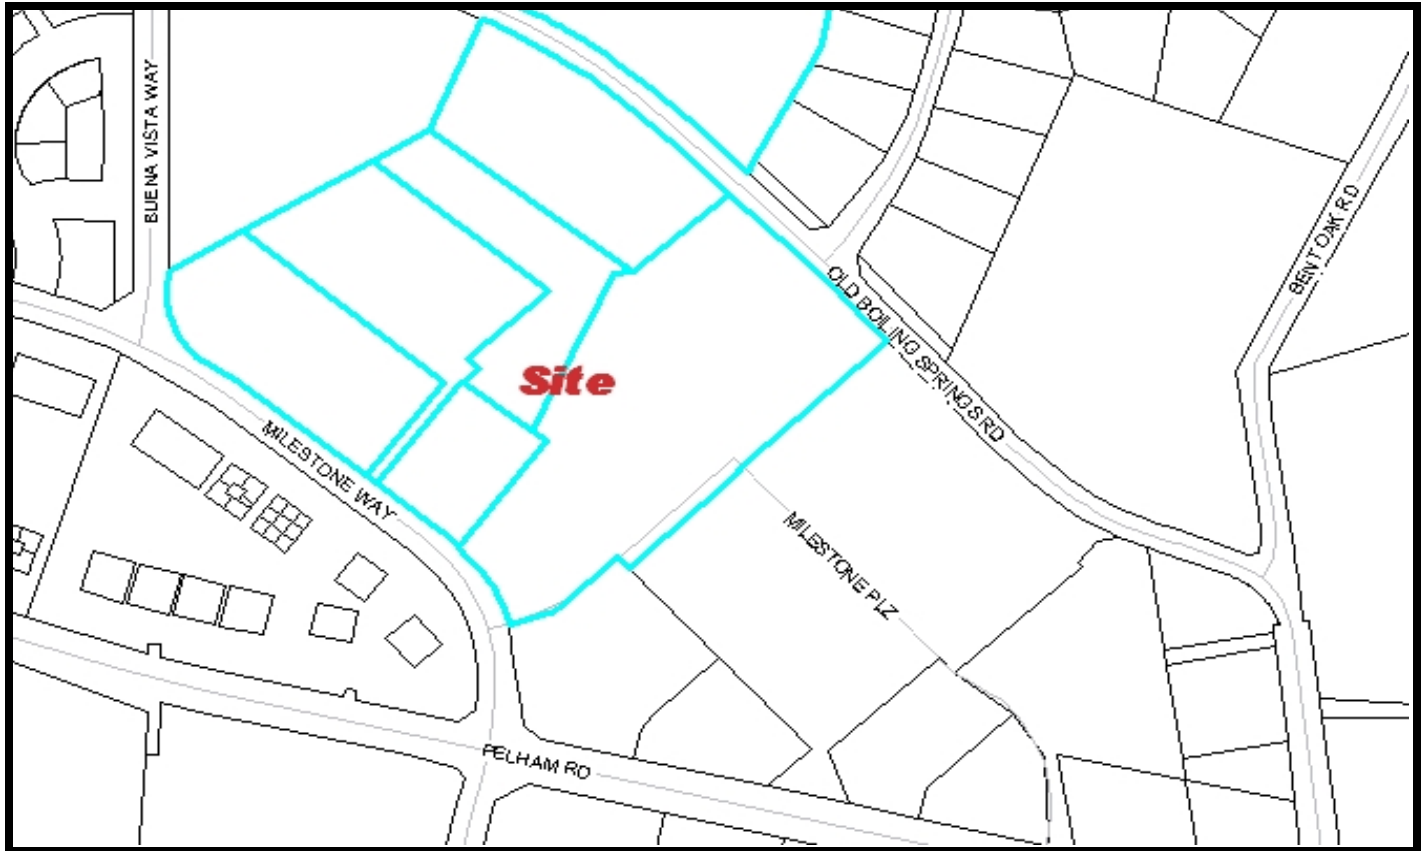 BUENA VISTA WAY
BENT OAK RD
OLD BOILING SPRINGS RD
Site
MILESTONE WAY
MILESTONE PLZ
PELHAM RD